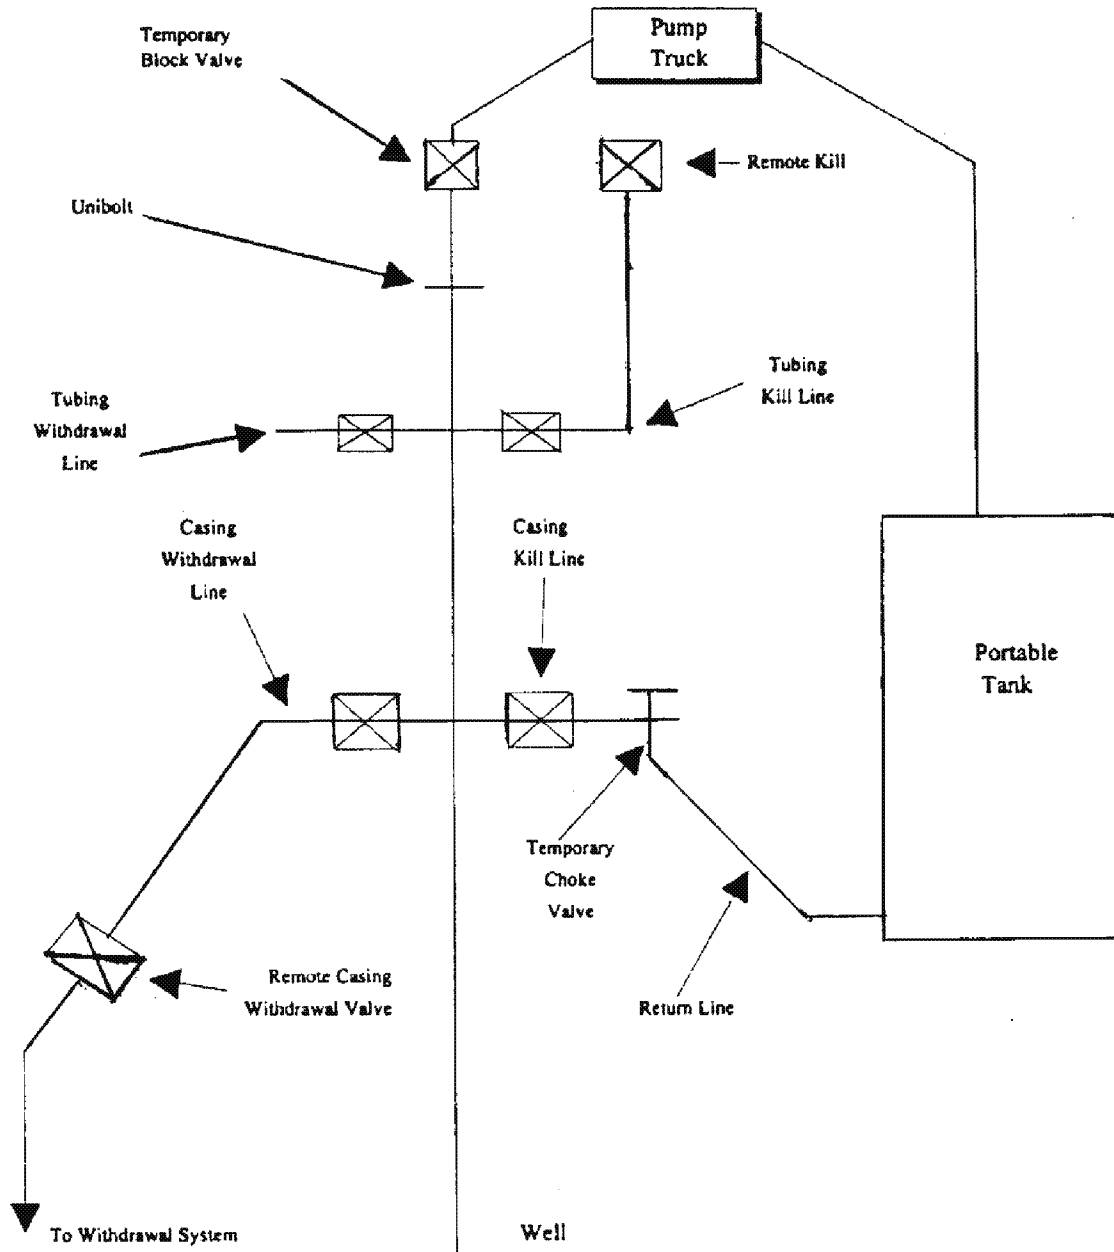 Temporary
Block Valve
Pump
Truck
Remote Kill
Unibolt
Tubing
Kill Line
Tubing
Withdrawal
Line
Casing
Withdrawal
Line
Casing
Kill Line
Portable
Tank
Temporary
Choke
Valve
Remote Casing
Withdrawal Valve
Return Line
To Withdrawal System
Well